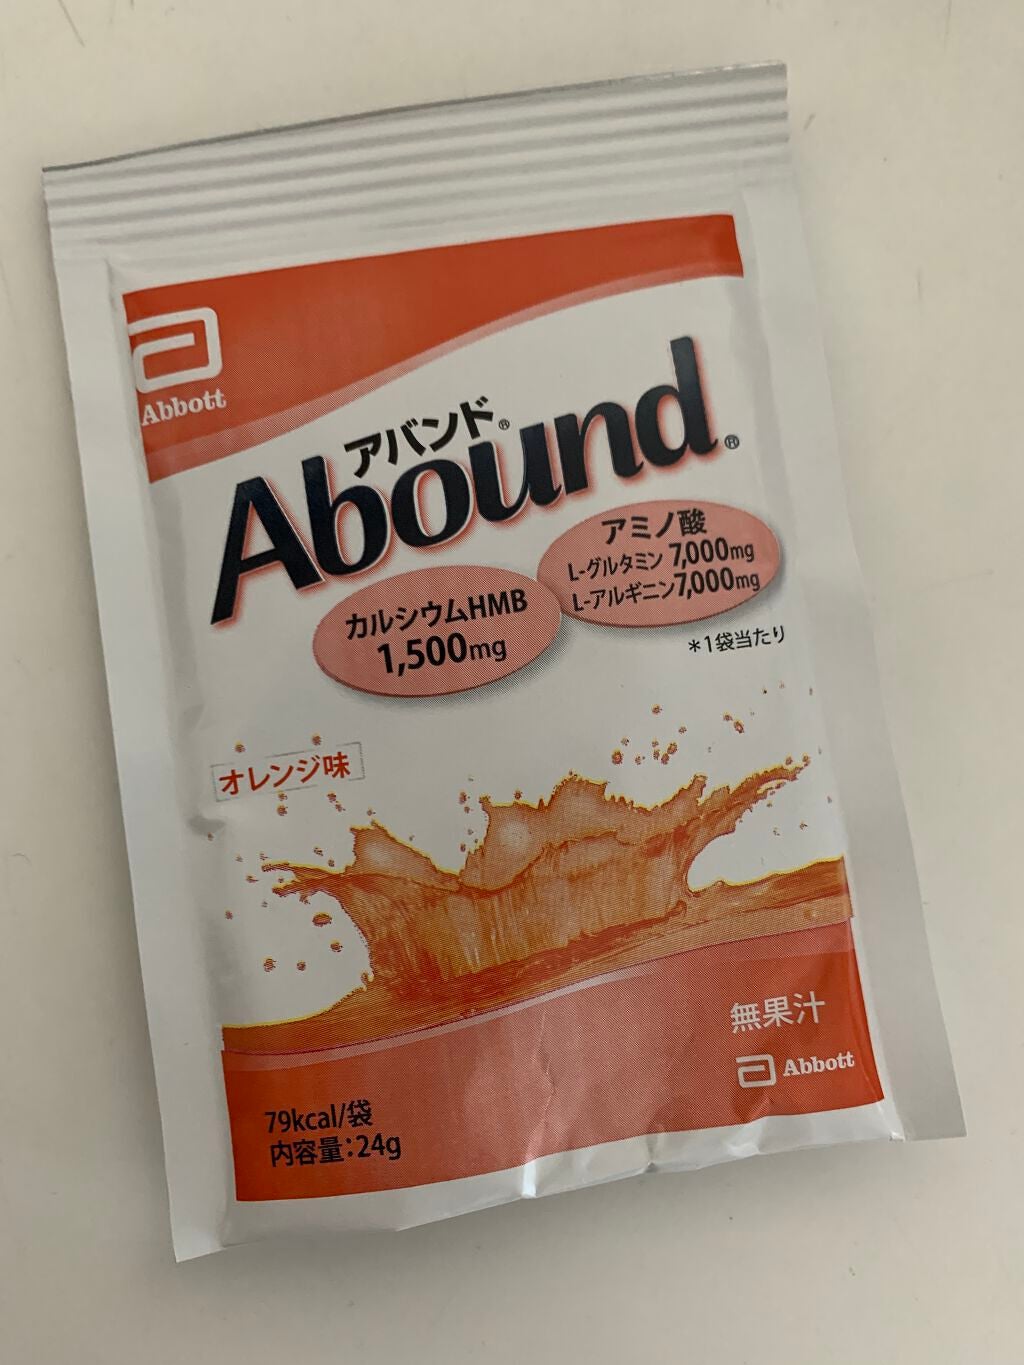 Abbott
アバンド®
Abound®
アミノ酸
L-グルタミン 7,000mg
L-アルギニン7,000mg
カルシウムHMB
1,500mg
*1袋当たり
オレンジ味
無果汁
Abbott
79kcal/袋
内容量:24g